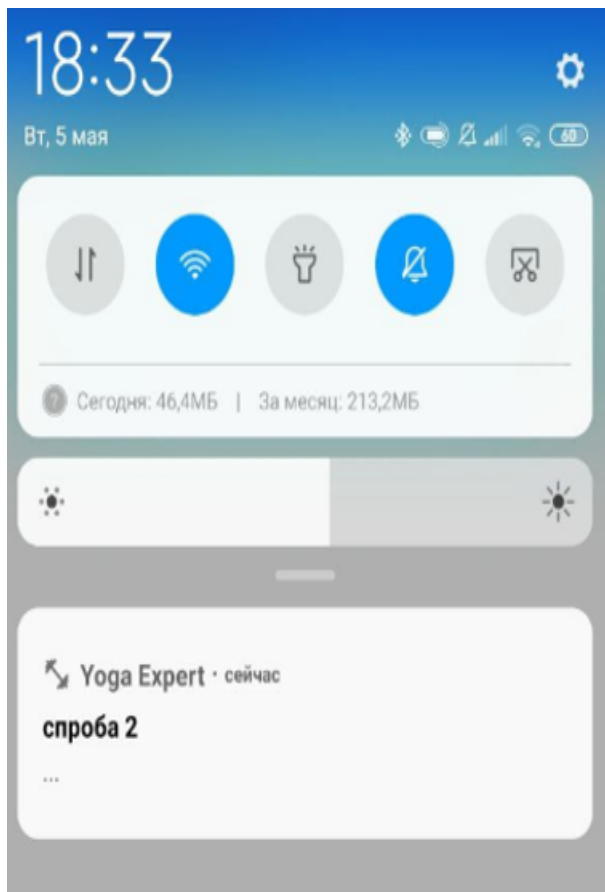 18:33
Вт, 5 мая
60
Сегодня: 46,4МБ | За месяц: 213,2МБ
Yoga Expert · сейчас
спроба 2
...